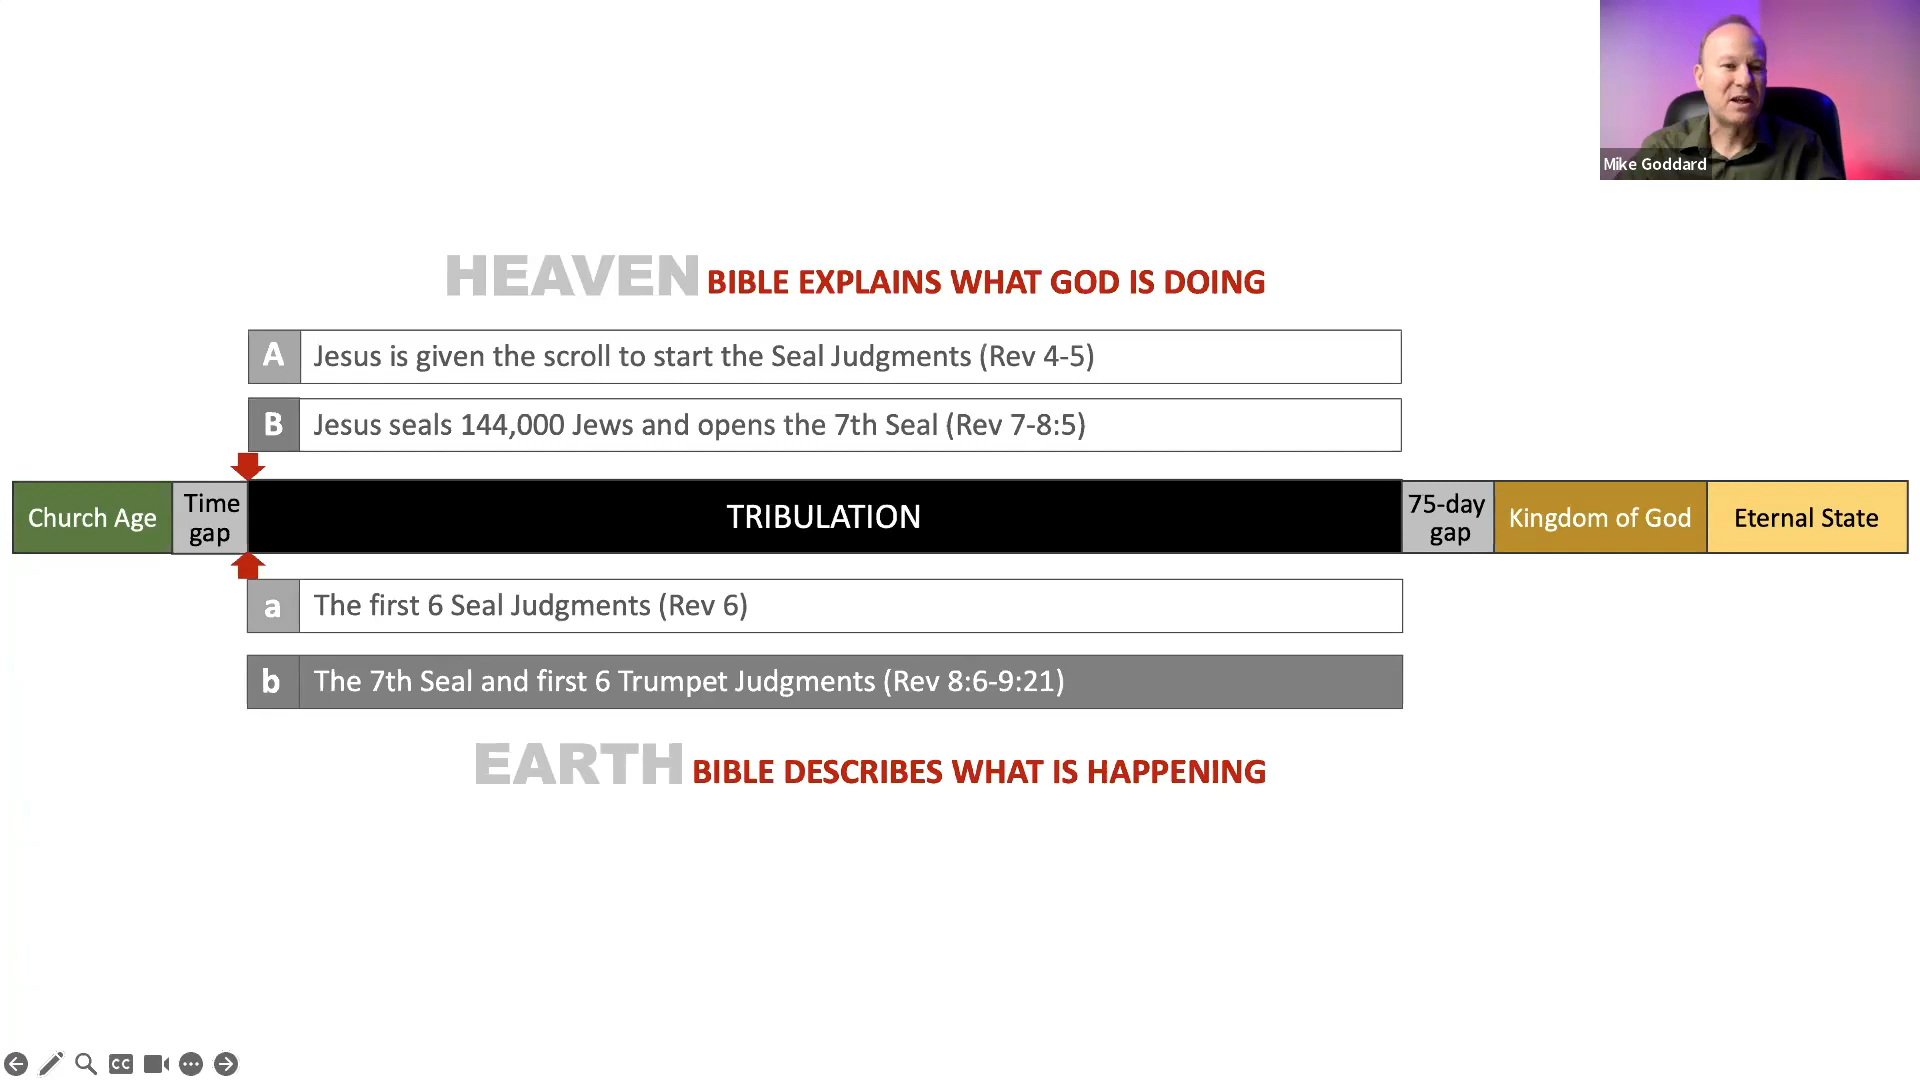 Mike Goddard
HEAVEN BIBLE EXPLAINS WHAT GOD IS DOING
A Jesus is given the scroll to start the Seal Judgments (Rev 4-5)
B Jesus seals 144,000 Jews and opens the 7th Seal (Rev 7-8:5)
Church Age
Time
gap
TRIBULATION
75-day
gap
Kingdom of God
Eternal State
a The first 6 Seal Judgments (Rev 6)
b The 7th Seal and first 6 Trumpet Judgments (Rev 8:6-9:21)
EARTH BIBLE DESCRIBES WHAT IS HAPPENING
CC